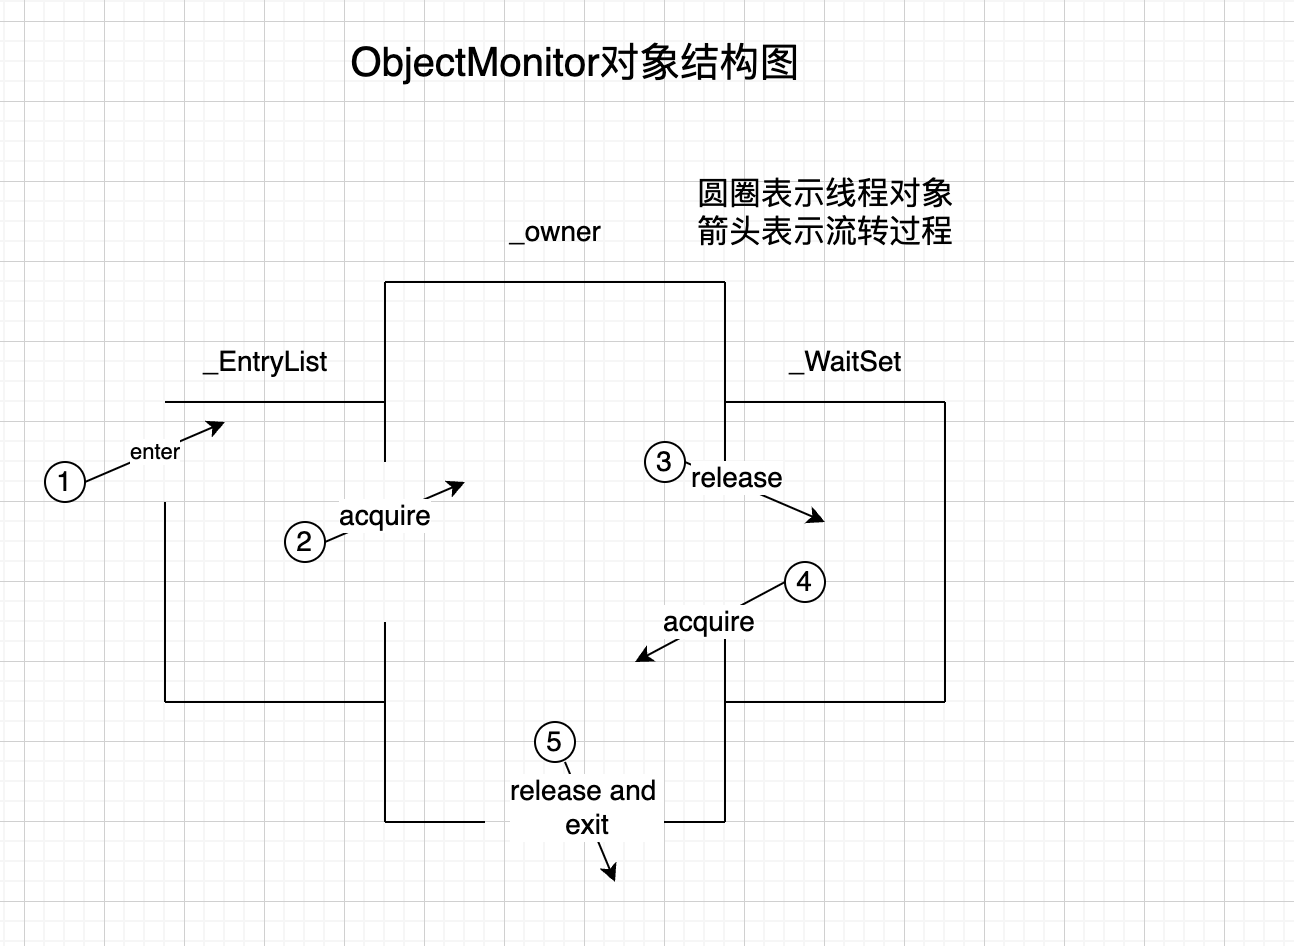 ObjectMonitor对象结构图
圆圈表示线程对象
箭头表示流转过程
_owner
_EntryList
_WaitSet
enter
1
3
release
acquire
2
4
acquire
5
release and
exit